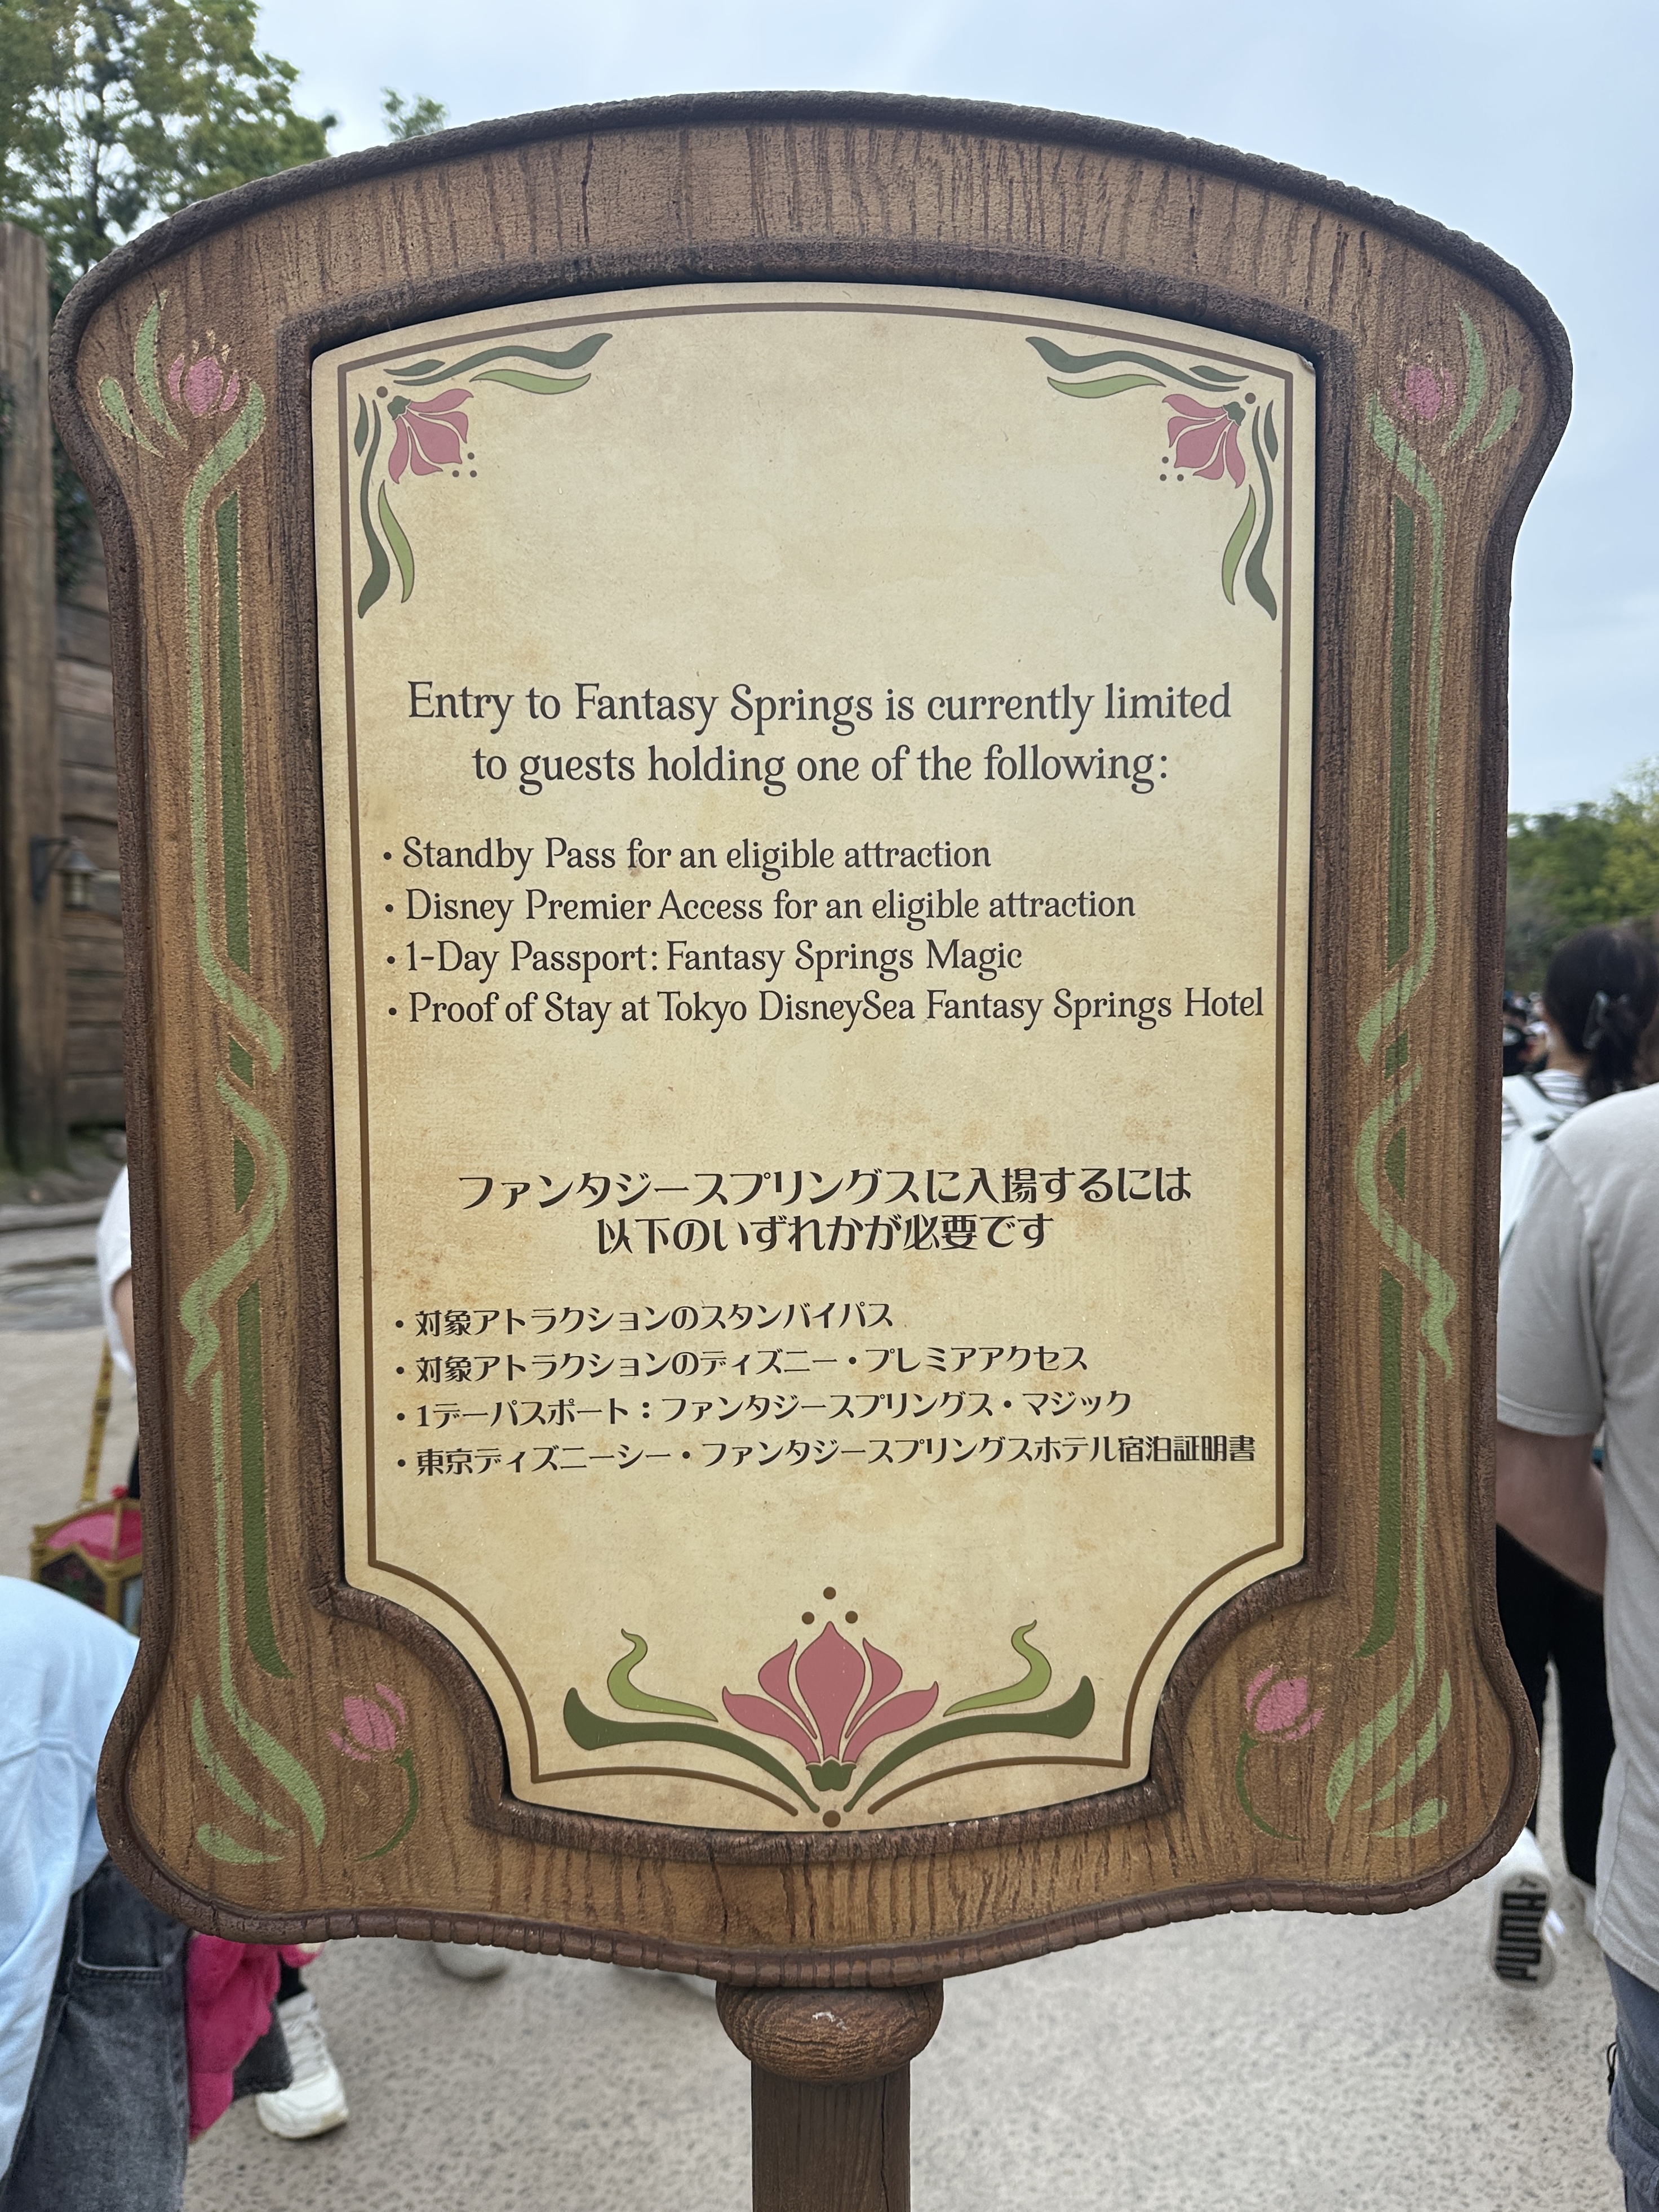 Entry to Fantasy Springs is currently limited
to guests holding one of the following:
• Standby Pass for an eligible attraction
• Disney Premier Access for an eligible attraction
• 1-Day Passport: Fantasy Springs Magic
• Proof of Stay at Tokyo DisneySea Fantasy Springs Hotel
ファンタジースプリングスに入場するには
以下のいずれかが必要です
• 対象アトラクションのスタンバイパス
• 対象アトラクションのディズニー・プレミアアクセス
• 1デーパスポート：ファンタジースプリングス・マジック
• 東京ディズニーシー・ファンタジースプリングスホテル宿泊証明書
PUMA